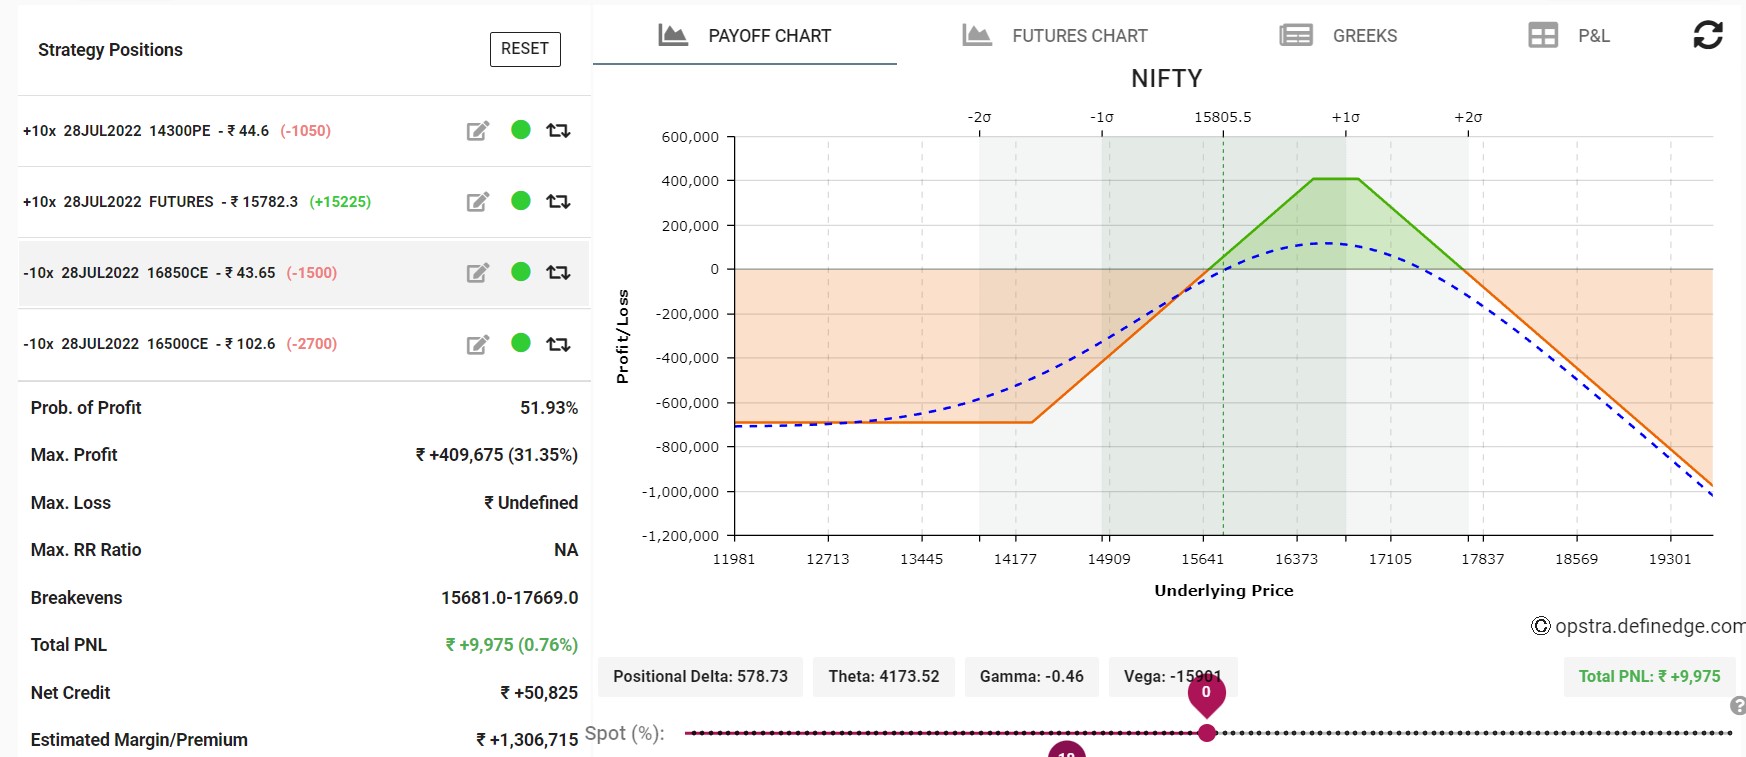 Strategy Positions
RESET
+10x 28JUL2022 14300PE - ₹ 44.6 (-1050)
+10x 28JUL2022 FUTURES - ₹ 15782.3 (+15225)
-10x 28JUL2022 16850CE - ₹ 43.65 (-1500)
-10x 28JUL2022 16500CE - ₹ 102.6 (-2700)
Prob. of Profit 51.93%
Max. Profit ₹ +409,675 (31.35%)
Max. Loss ₹ Undefined
Max. RR Ratio NA
Breakevens 15681.0-17669.0
Total PNL ₹ +9,975 (0.76%)
Net Credit ₹ +50,825
Estimated Margin/Premium ₹ +1,306,715
PAYOFF CHART FUTURES CHART GREEKS P&L
NIFTY
-2σ -1σ 15805.5 +1σ +2σ
600,000
400,000
200,000
0
-200,000
-400,000
-600,000
-800,000
-1,000,000
-1,200,000
Profit/Loss
11981 12713 13445 14177 14909 15641 16373 17105 17837 18569 19301
Underlying Price
© opstra.definedge.com
Positional Delta: 578.73 Theta: 4173.52 Gamma: -0.46 Vega: -15901 Total PNL: ₹ +9,975
0
?
Spot (%):